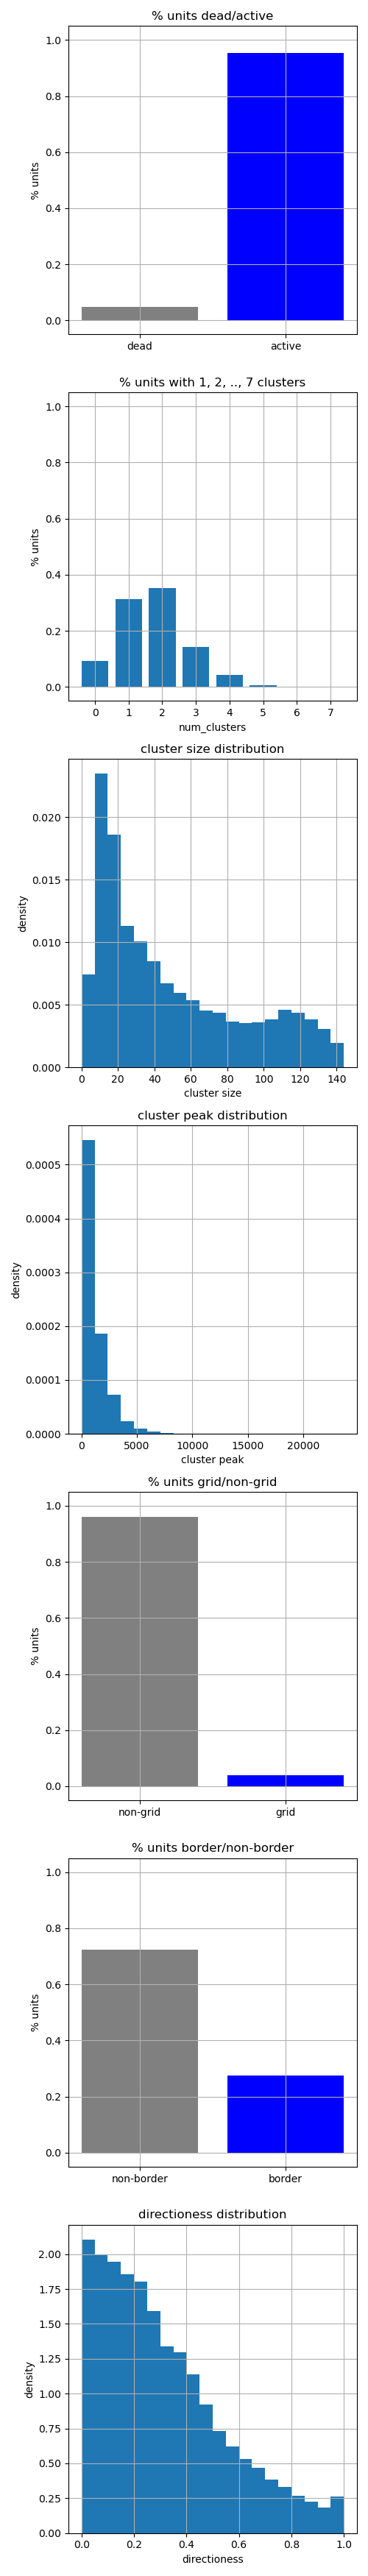 % units dead/active
1.0
0.8
0.6
0.4
0.2
0.0
% units
dead active
% units with 1, 2, .., 7 clusters
1.0
0.8
0.6
0.4
0.2
0.0
% units
0 1 2 3 4 5 6 7
num_clusters
cluster size distribution
0.020
0.015
0.010
0.005
0.000
density
0 20 40 60 80 100 120 140
cluster size
cluster peak distribution
0.0005
0.0004
0.0003
0.0002
0.0001
0.0000
density
0 5000 10000 15000 20000
cluster peak
% units grid/non-grid
1.0
0.8
0.6
0.4
0.2
0.0
% units
non-grid grid
% units border/non-border
1.0
0.8
0.6
0.4
0.2
0.0
% units
non-border border
directioness distribution
2.00
1.75
1.50
1.25
1.00
0.75
0.50
0.25
0.00
density
0.0 0.2 0.4 0.6 0.8 1.0
directioness